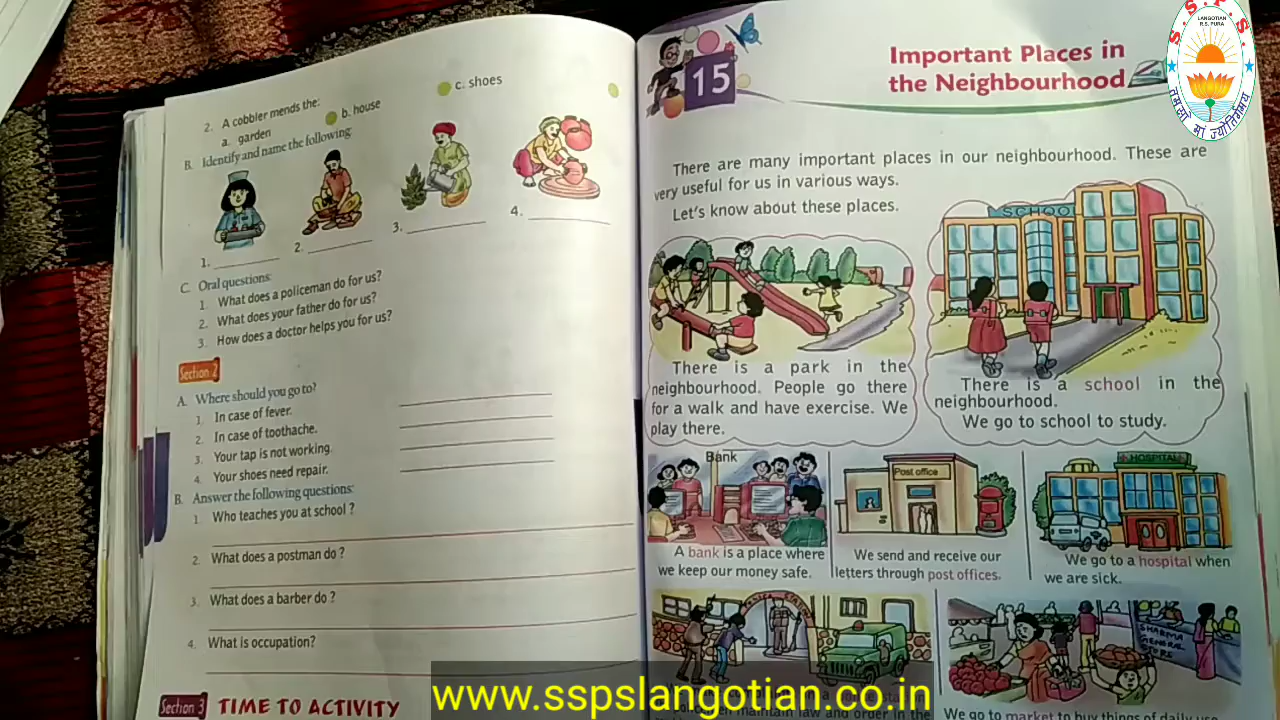 2. A cobbler mends the:
a. garden
b. house
c. shoes
B. Identify and name the following:
1.
2.
3.
4.
C. Oral questions:
1. What does a policeman do for us?
2. What does your father do for us?
3. How does a doctor helps you for us?
Section 2
A. Where should you go to?
1. In case of fever.
2. In case of toothache.
3. Your tap is not working.
4. Your shoes need repair.
B. Answer the following questions:
1. Who teaches you at school ?
2. What does a postman do ?
3. What does a barber do ?
4. What is occupation?
Section 3 TIME TO ACTIVITY
15
Important Places in
the Neighbourhood
S.S.P.S.
LANGOTIAN
R.S. PURA
तमसो मां ज्योतिर्गमय
There are many important places in our neighbourhood. These are
very useful for us in various ways.
Let's know about these places.
SCHOOL
There is a park in the
neighbourhood. People go there
for a walk and have exercise. We
play there.
There is a school in the
neighbourhood.
We go to school to study.
Bank
A bank is a place where
we keep our money safe.
Post office
We send and receive our
letters through post offices.
HOSPITAL
We go to a hospital when
we are sick.
maintain law and order in the
SHARMA
GENERAL
STORE
We go to market to buy things of daily use
www.sspslangotian.co.in